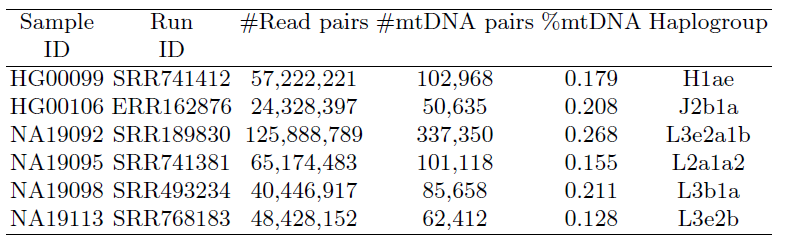 Sample Run #Read pairs #mtDNA pairs %mtDNA Haplogroup
ID ID
HG00099 SRR741412 57,222,221 102,968 0.179 H1ae
HG00106 ERR162876 24,328,397 50,635 0.208 J2b1a
NA19092 SRR189830 125,888,789 337,350 0.268 L3e2a1b
NA19095 SRR741381 65,174,483 101,118 0.155 L2a1a2
NA19098 SRR493234 40,446,917 85,658 0.211 L3b1a
NA19113 SRR768183 48,428,152 62,412 0.128 L3e2b